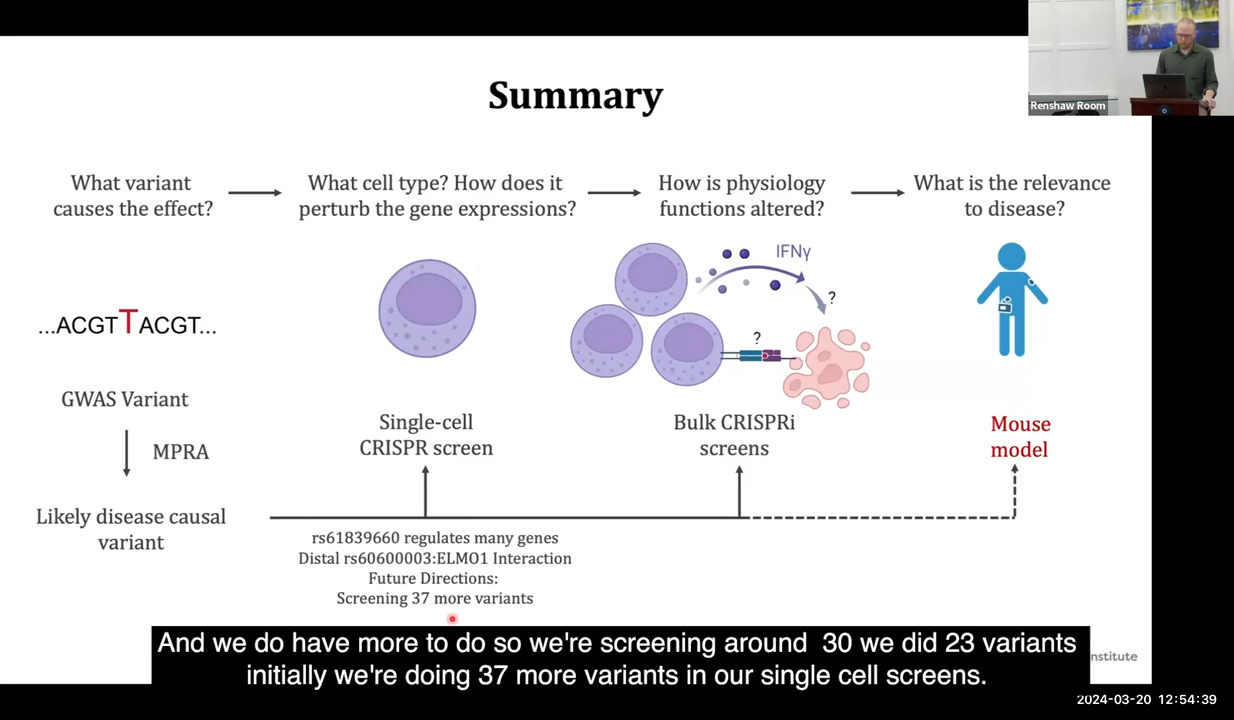 Summary
Renshaw Room
What variant
causes the effect?
What cell type? How does it
perturb the gene expressions?
How is physiology
functions altered?
What is the relevance
to disease?
IFNγ
?
?
...ACGTTACGT...
GWAS Variant
MPRA
Likely disease causal
variant
Single-cell
CRISPR screen
Bulk CRISPRi
screens
Mouse
model
rs61839660 regulates many genes
Distal rs60600003:ELMO1 Interaction
Future Directions:
Screening 37 more variants
And we do have more to do so we're screening around 30 we did 23 variants
initially we're doing 37 more variants in our single cell screens.
2024-03-20 12:54:39